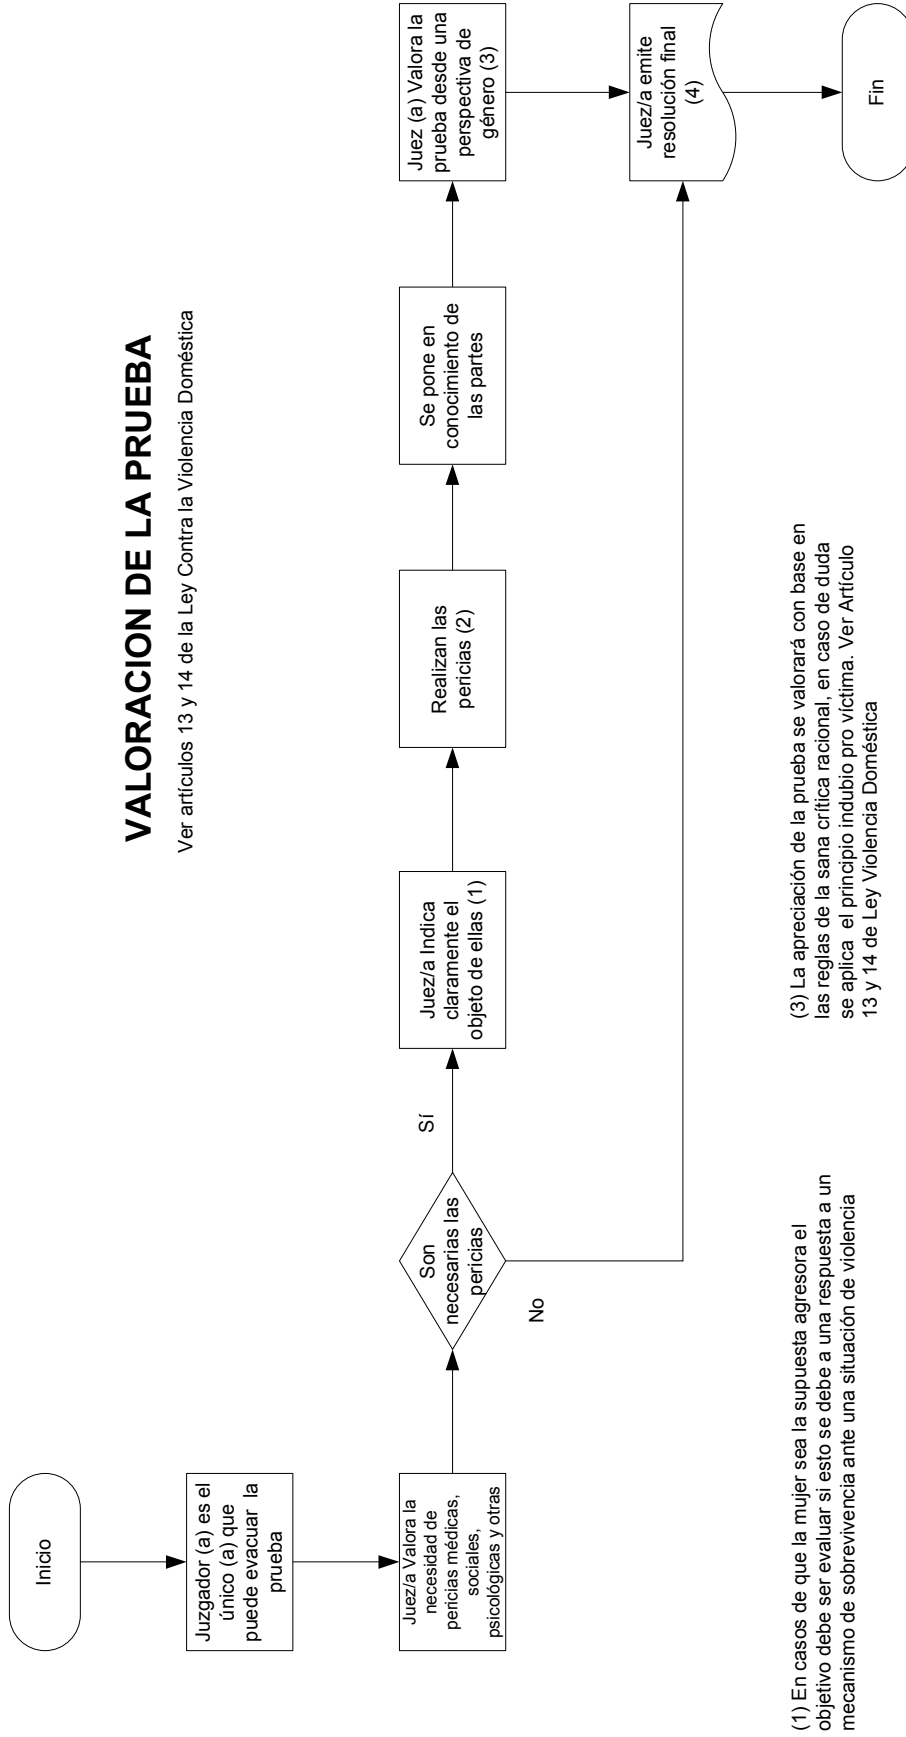 VALORACION DE LA PRUEBA
Ver artículos 13 y 14 de la Ley Contra la Violencia Doméstica
Inicio
Juzgador (a) es el
único (a) que
puede evacuar la
prueba
Juez/a Valora la
necesidad de
pericias médicas,
sociales,
psicológicas y otras
Son
necesarias las
pericias
Sí
No
Juez/a Indica
claramente el
objeto de ellas (1)
Realizan las
pericias (2)
Se pone en
conocimiento de
las partes
Juez (a) Valora la
prueba desde una
perspectiva de
género (3)
Juez/a emite
resolución final
(4)
Fin
(1) En casos de que la mujer sea la supuesta agresora el
objetivo debe ser evaluar si esto se debe a una respuesta a un
mecanismo de sobrevivencia ante una situación de violencia
(3) La apreciación de la prueba se valorará con base en
las reglas de la sana crítica racional, en caso de duda
se aplica el principio indubio pro víctima. Ver Artículo
13 y 14 de Ley Violencia Doméstica